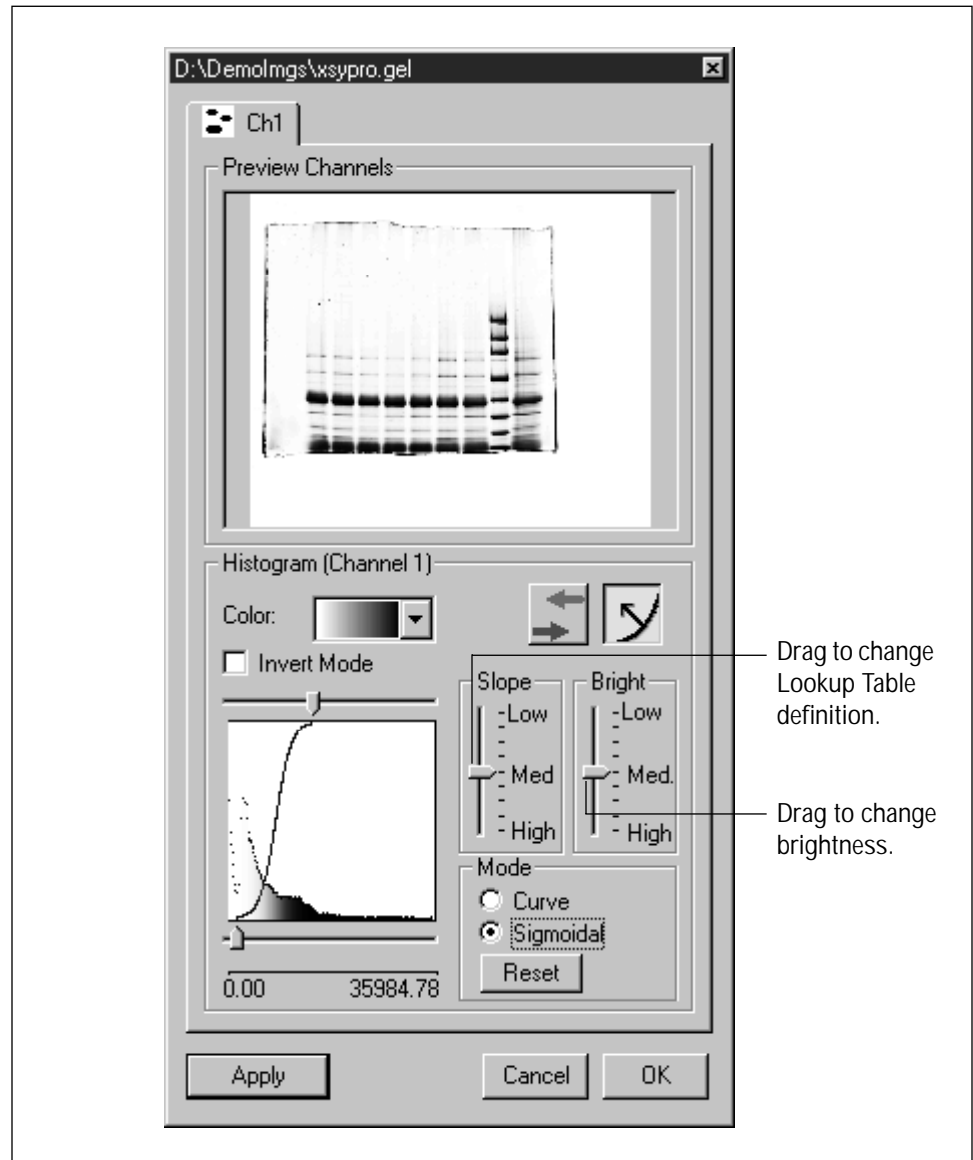 D:\DemoImgs\xsypro.gel
Ch1
Preview Channels
Histogram (Channel 1)
Color:
Invert Mode
Slope
Low
Med
High
Bright
Low
Med.
High
Drag to change
Lookup Table
definition.
Drag to change
brightness.
Mode
Curve
Sigmoidal
Reset
0.00 35984.78
Apply Cancel OK